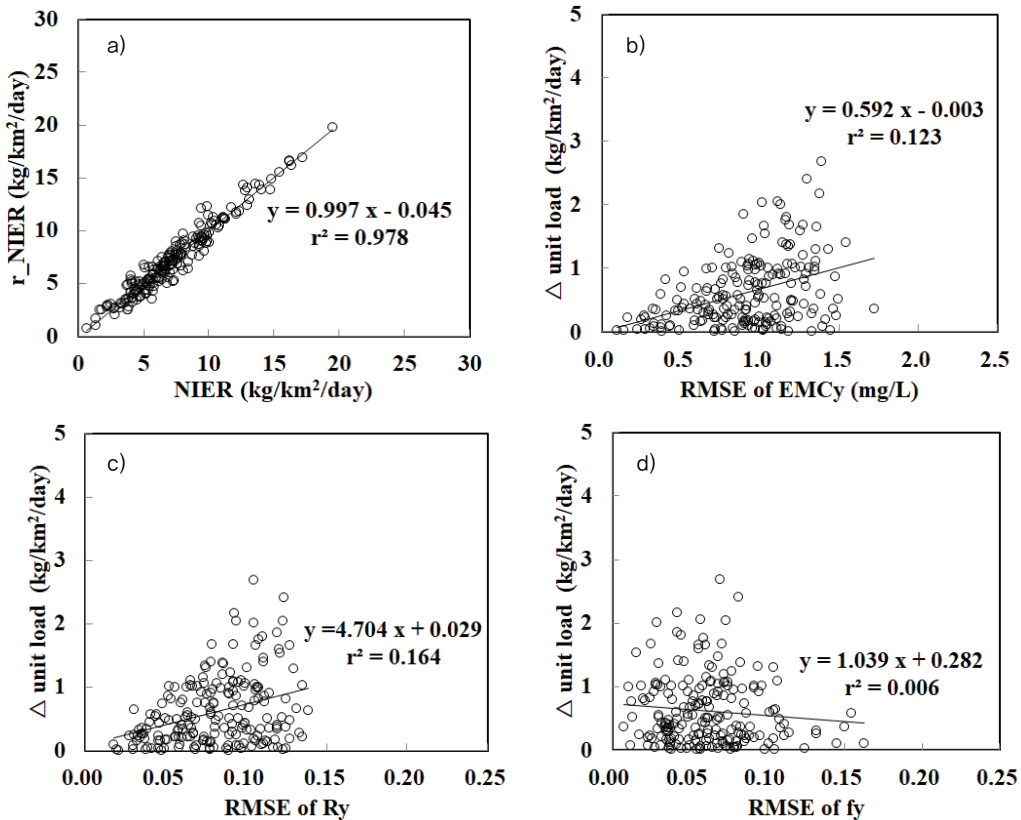 a)
r_NIER (kg/km²/day)
30
25
20
15
10
5
0
y = 0.997 x - 0.045
r² = 0.978
0 5 10 15 20 25 30
NIER (kg/km²/day)
b)
△ unit load (kg/km²/day)
5
4
3
2
1
0
y = 0.592 x - 0.003
r² = 0.123
0.0 0.5 1.0 1.5 2.0 2.5
RMSE of EMCy (mg/L)
c)
△ unit load (kg/km²/day)
5
4
3
2
1
0
y =4.704 x + 0.029
r² = 0.164
0.00 0.05 0.10 0.15 0.20 0.25
RMSE of Ry
d)
△ unit load (kg/km²/day)
5
4
3
2
1
0
y = 1.039 x + 0.282
r² = 0.006
0.00 0.05 0.10 0.15 0.20 0.25
RMSE of fy